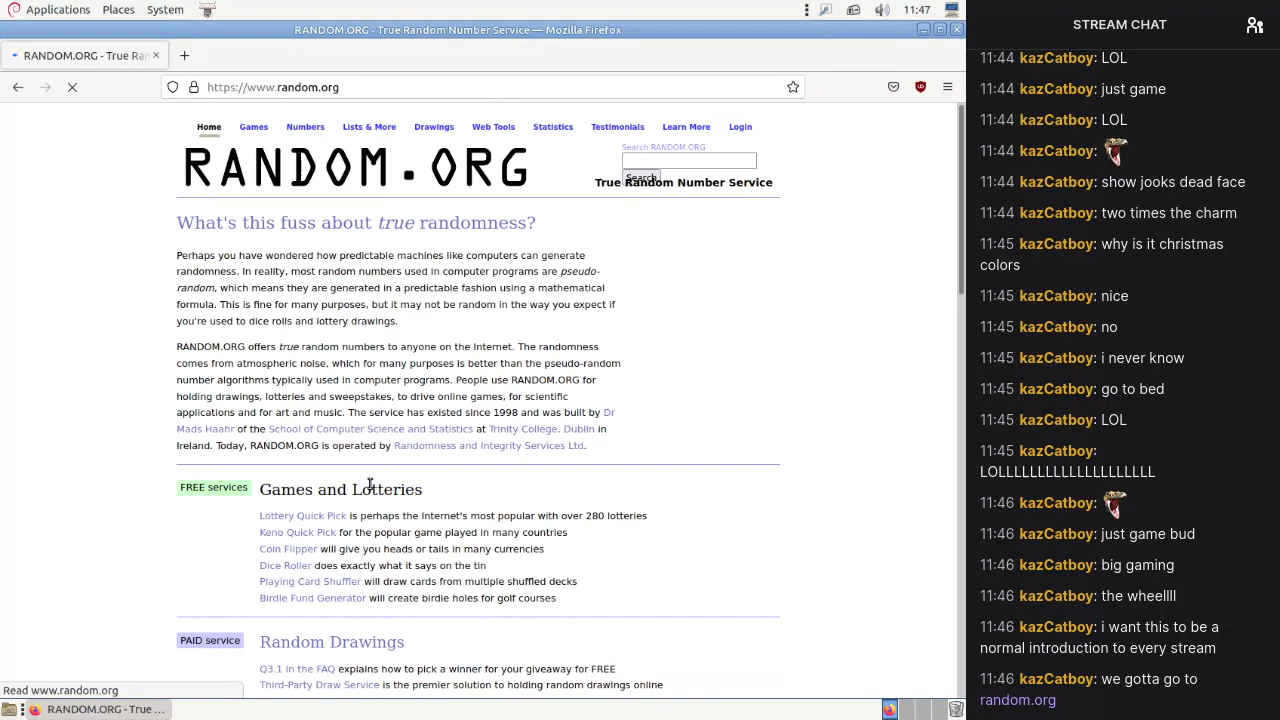 Applications Places System 11:47
RANDOM.ORG - True Random Number Service — Mozilla Firefox
RANDOM.ORG - True Ran
https://www.random.org
Home Games Numbers Lists & More Drawings Web Tools Statistics Testimonials Learn More Login
Search RANDOM.ORG
RANDOM.ORG
Search
True Random Number Service
What's this fuss about true randomness?
Perhaps you have wondered how predictable machines like computers can generate
randomness. In reality, most random numbers used in computer programs are pseudo-
random, which means they are generated in a predictable fashion using a mathematical
formula. This is fine for many purposes, but it may not be random in the way you expect if
you're used to dice rolls and lottery drawings.
RANDOM.ORG offers true random numbers to anyone on the Internet. The randomness
comes from atmospheric noise, which for many purposes is better than the pseudo-random
number algorithms typically used in computer programs. People use RANDOM.ORG for
holding drawings, lotteries and sweepstakes, to drive online games, for scientific
applications and for art and music. The service has existed since 1998 and was built by Dr
Mads Haahr of the School of Computer Science and Statistics at Trinity College, Dublin in
Ireland. Today, RANDOM.ORG is operated by Randomness and Integrity Services Ltd.
FREE services
Games and Lotteries
Lottery Quick Pick is perhaps the Internet's most popular with over 280 lotteries
Keno Quick Pick for the popular game played in many countries
Coin Flipper will give you heads or tails in many currencies
Dice Roller does exactly what it says on the tin
Playing Card Shuffler will draw cards from multiple shuffled decks
Birdie Fund Generator will create birdie holes for golf courses
PAID service
Random Drawings
Q3.1 in the FAQ explains how to pick a winner for your giveaway for FREE
Third-Party Draw Service is the premier solution to holding random drawings online
Read www.random.org
RANDOM.ORG - True ...
STREAM CHAT
11:44 kazCatboy: LOL
11:44 kazCatboy: just game
11:44 kazCatboy: LOL
11:44 kazCatboy:
11:44 kazCatboy: show jooks dead face
11:44 kazCatboy: two times the charm
11:45 kazCatboy: why is it christmas
colors
11:45 kazCatboy: nice
11:45 kazCatboy: no
11:45 kazCatboy: i never know
11:45 kazCatboy: go to bed
11:45 kazCatboy: LOL
11:45 kazCatboy:
LOLLLLLLLLLLLLLLLLLLLL
11:46 kazCatboy:
11:46 kazCatboy: just game bud
11:46 kazCatboy: big gaming
11:46 kazCatboy: the wheellll
11:46 kazCatboy: i want this to be a
normal introduction to every stream
11:46 kazCatboy: we gotta go to
random.org